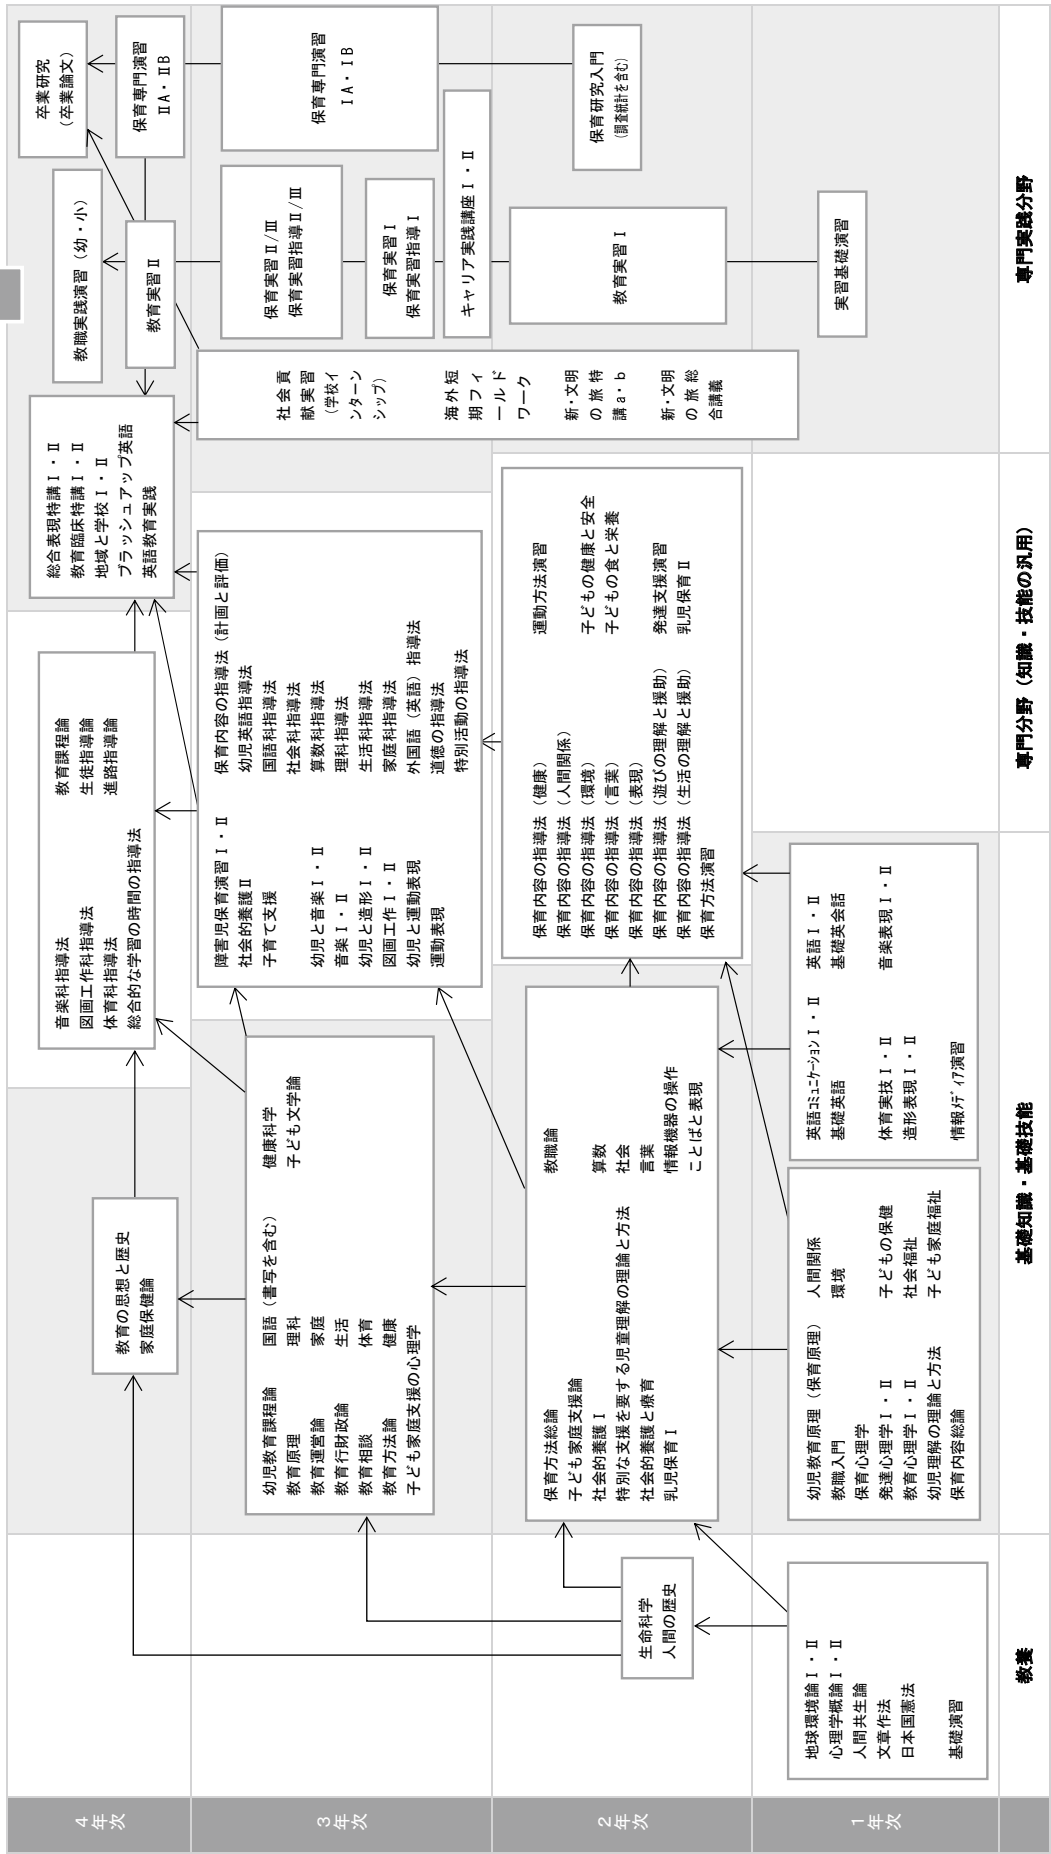 4年次
3年次
2年次
1年次
教養
基礎知識・基礎技能
専門分野（知識・技能の汎用）
専門実践分野
教育の思想と歴史
家庭保健論
音楽科指導法
図画工作科指導法
体育科指導法
総合的な学習の時間の指導法
教育課程論
生徒指導論
進路指導論
総合表現特講Ⅰ・Ⅱ
教育臨床特講Ⅰ・Ⅱ
地域と学校Ⅰ・Ⅱ
ブラッシュアップ英語
英語教育実践
教職実践演習（幼・小）
教育実習Ⅱ
卒業研究
（卒業論文）
保育専門演習
ⅡA・ⅡB
幼児教育課程論
教育原理
教育運営論
教育行財政論
教育相談
教育方法論
子ども家庭支援の心理学
国語（書写を含む）
理科
家庭
生活
体育
健康
健康科学
子ども文学論
障害児保育演習Ⅰ・Ⅱ
社会的養護Ⅱ
子育て支援
幼児と音楽Ⅰ・Ⅱ
音楽Ⅰ・Ⅱ
幼児と造形Ⅰ・Ⅱ
図画工作Ⅰ・Ⅱ
幼児と運動表現
運動表現
保育内容の指導法（計画と評価）
幼児英語指導法
国語科指導法
社会科指導法
算数科指導法
理科指導法
生活科指導法
家庭科指導法
外国語（英語）指導法
道徳の指導法
特別活動の指導法
社会貢
献実習
（学校イ
ンターン
シップ）
海外短
期フィ
ールド
ワーク
新・文明
の旅特
講a・b
新・文明
の旅総
合講義
保育実習Ⅱ/Ⅲ
保育実習指導Ⅱ/Ⅲ
保育実習Ⅰ
保育実習指導Ⅰ
キャリア実践講座Ⅰ・Ⅱ
保育専門演習
ⅠA・ⅠB
生命科学
人間の歴史
保育方法総論
子ども家庭支援論
社会的養護Ⅰ
特別な支援を要する児童理解の理論と方法
社会的養護と療育
乳児保育Ⅰ
教職論
算数
社会
言葉
情報機器の操作
ことばと表現
保育内容の指導法（健康）
保育内容の指導法（人間関係）
保育内容の指導法（環境）
保育内容の指導法（言葉）
保育内容の指導法（表現）
保育内容の指導法（遊びの理解と援助）
保育内容の指導法（生活の理解と援助）
保育方法演習
運動方法演習
子どもの健康と安全
子どもの食と栄養
発達支援演習
乳児保育Ⅱ
教育実習Ⅰ
保育研究入門
（調査統計を含む）
地球環境論Ⅰ・Ⅱ
心理学概論Ⅰ・Ⅱ
人間共生論
文章作法
日本国憲法
基礎演習
幼児教育原理（保育原理）
教職入門
保育心理学
発達心理学Ⅰ・Ⅱ
教育心理学Ⅰ・Ⅱ
幼児理解の理論と方法
保育内容総論
人間関係
環境
子どもの保健
社会福祉
子ども家庭福祉
英語ｺﾐｭﾆｹｰｼｮﾝⅠ・Ⅱ
基礎英語
体育実技Ⅰ・Ⅱ
造形表現Ⅰ・Ⅱ
情報ﾒﾃﾞｨｱ演習
英語Ⅰ・Ⅱ
基礎英会話
音楽表現Ⅰ・Ⅱ
実習基礎演習